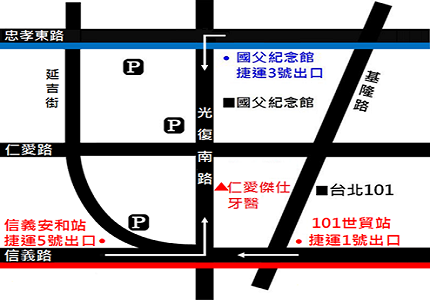 忠孝東路
延吉街
P
• 國父紀念館
捷運3號出口
基隆路
■國父紀念館
光復南路
P
仁愛路
▲仁愛傑仕
牙醫
■台北101
P
信義安和站
捷運5號出口•
101世貿站
• 捷運1號出口
信義路